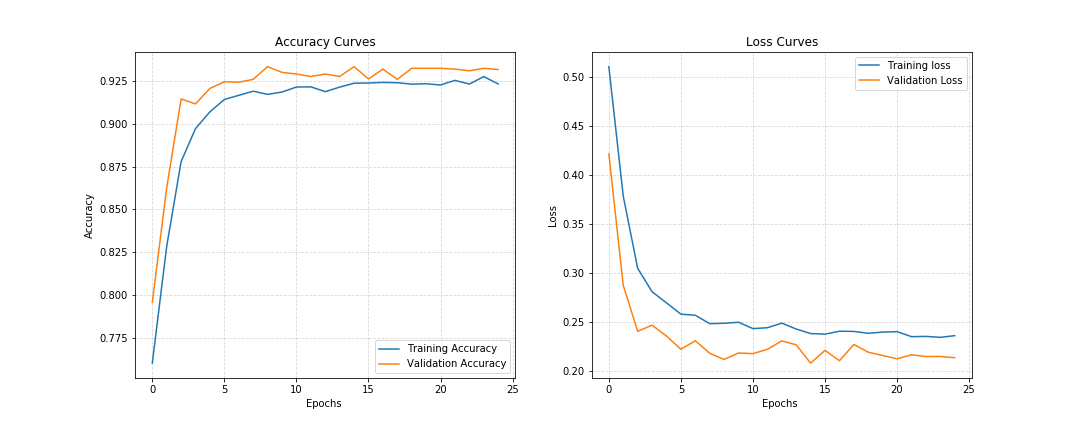 Accuracy Curves
Accuracy
0.925
0.900
0.875
0.850
0.825
0.800
0.775
0 5 10 15 20 25
Epochs
Training Accuracy
Validation Accuracy
Loss Curves
Loss
0.50
0.45
0.40
0.35
0.30
0.25
0.20
0 5 10 15 20 25
Epochs
Training loss
Validation Loss